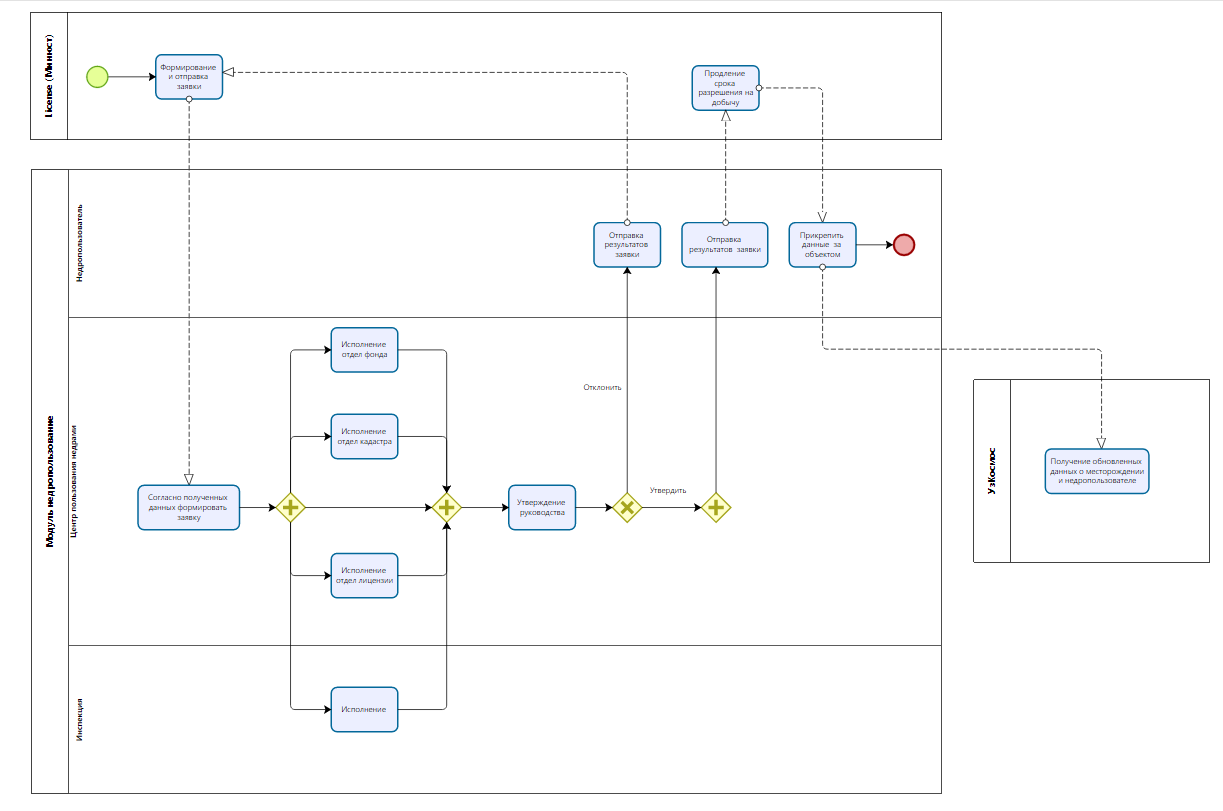 License (Минюст)
Формирование
и отправка
заявки
Продление
срока
разрешения на
добычу
Модуль недропользование
Недропользователь
Отправка
результатов
заявки
Отправка
результатов заявки
Прикрепить
данные за
объектом
Центр пользования недрами
Исполнение
отдел фонда
Исполнение
отдел кадастра
Согласно полученных
данных формировать
заявку
Исполнение
отдел лицензии
Утверждение
руководства
Отклонить
Утвердить
Инспекция
Исполнение
УзКосмос
Получение обновленных
данных о месторождении
и недропользователе